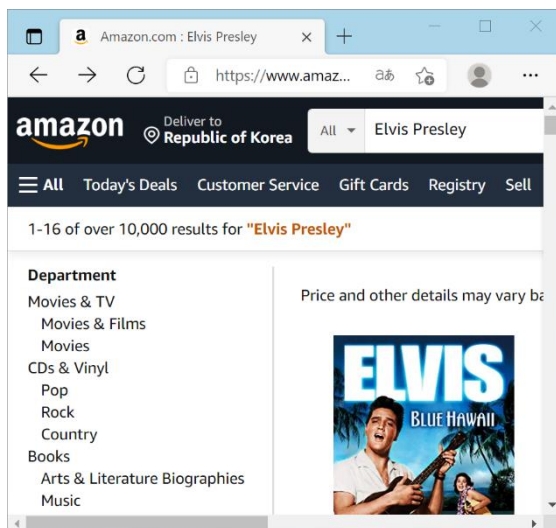 Amazon.com : Elvis Presley
https://www.amaz...
amazon
Deliver to
Republic of Korea
All
Elvis Presley
All Today's Deals Customer Service Gift Cards Registry Sell
1-16 of over 10,000 results for "Elvis Presley"
Department
Movies & TV
Movies & Films
Movies
CDs & Vinyl
Pop
Rock
Country
Books
Arts & Literature Biographies
Music
Price and other details may vary ba
ELVIS
BLUE HAWAII